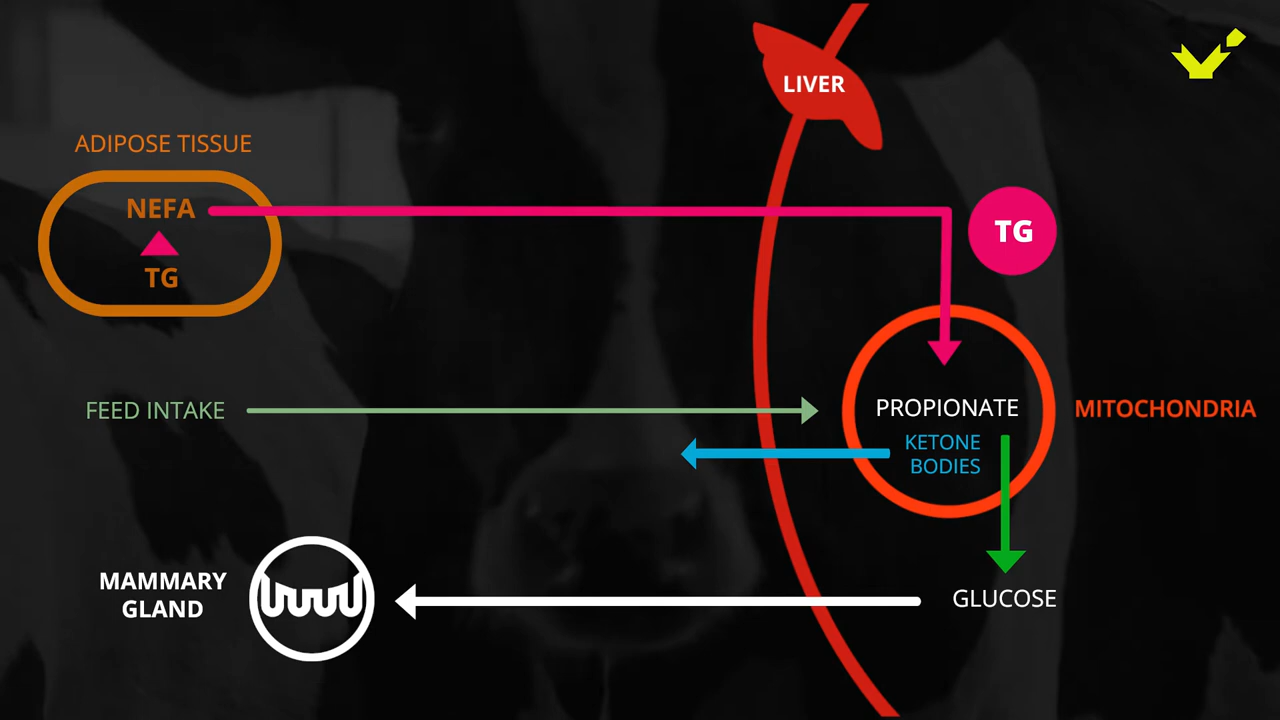 LIVER
ADIPOSE TISSUE
NEFA
TG
TG
FEED INTAKE
PROPIONATE
MITOCHONDRIA
KETONE
BODIES
MAMMARY
GLAND
GLUCOSE